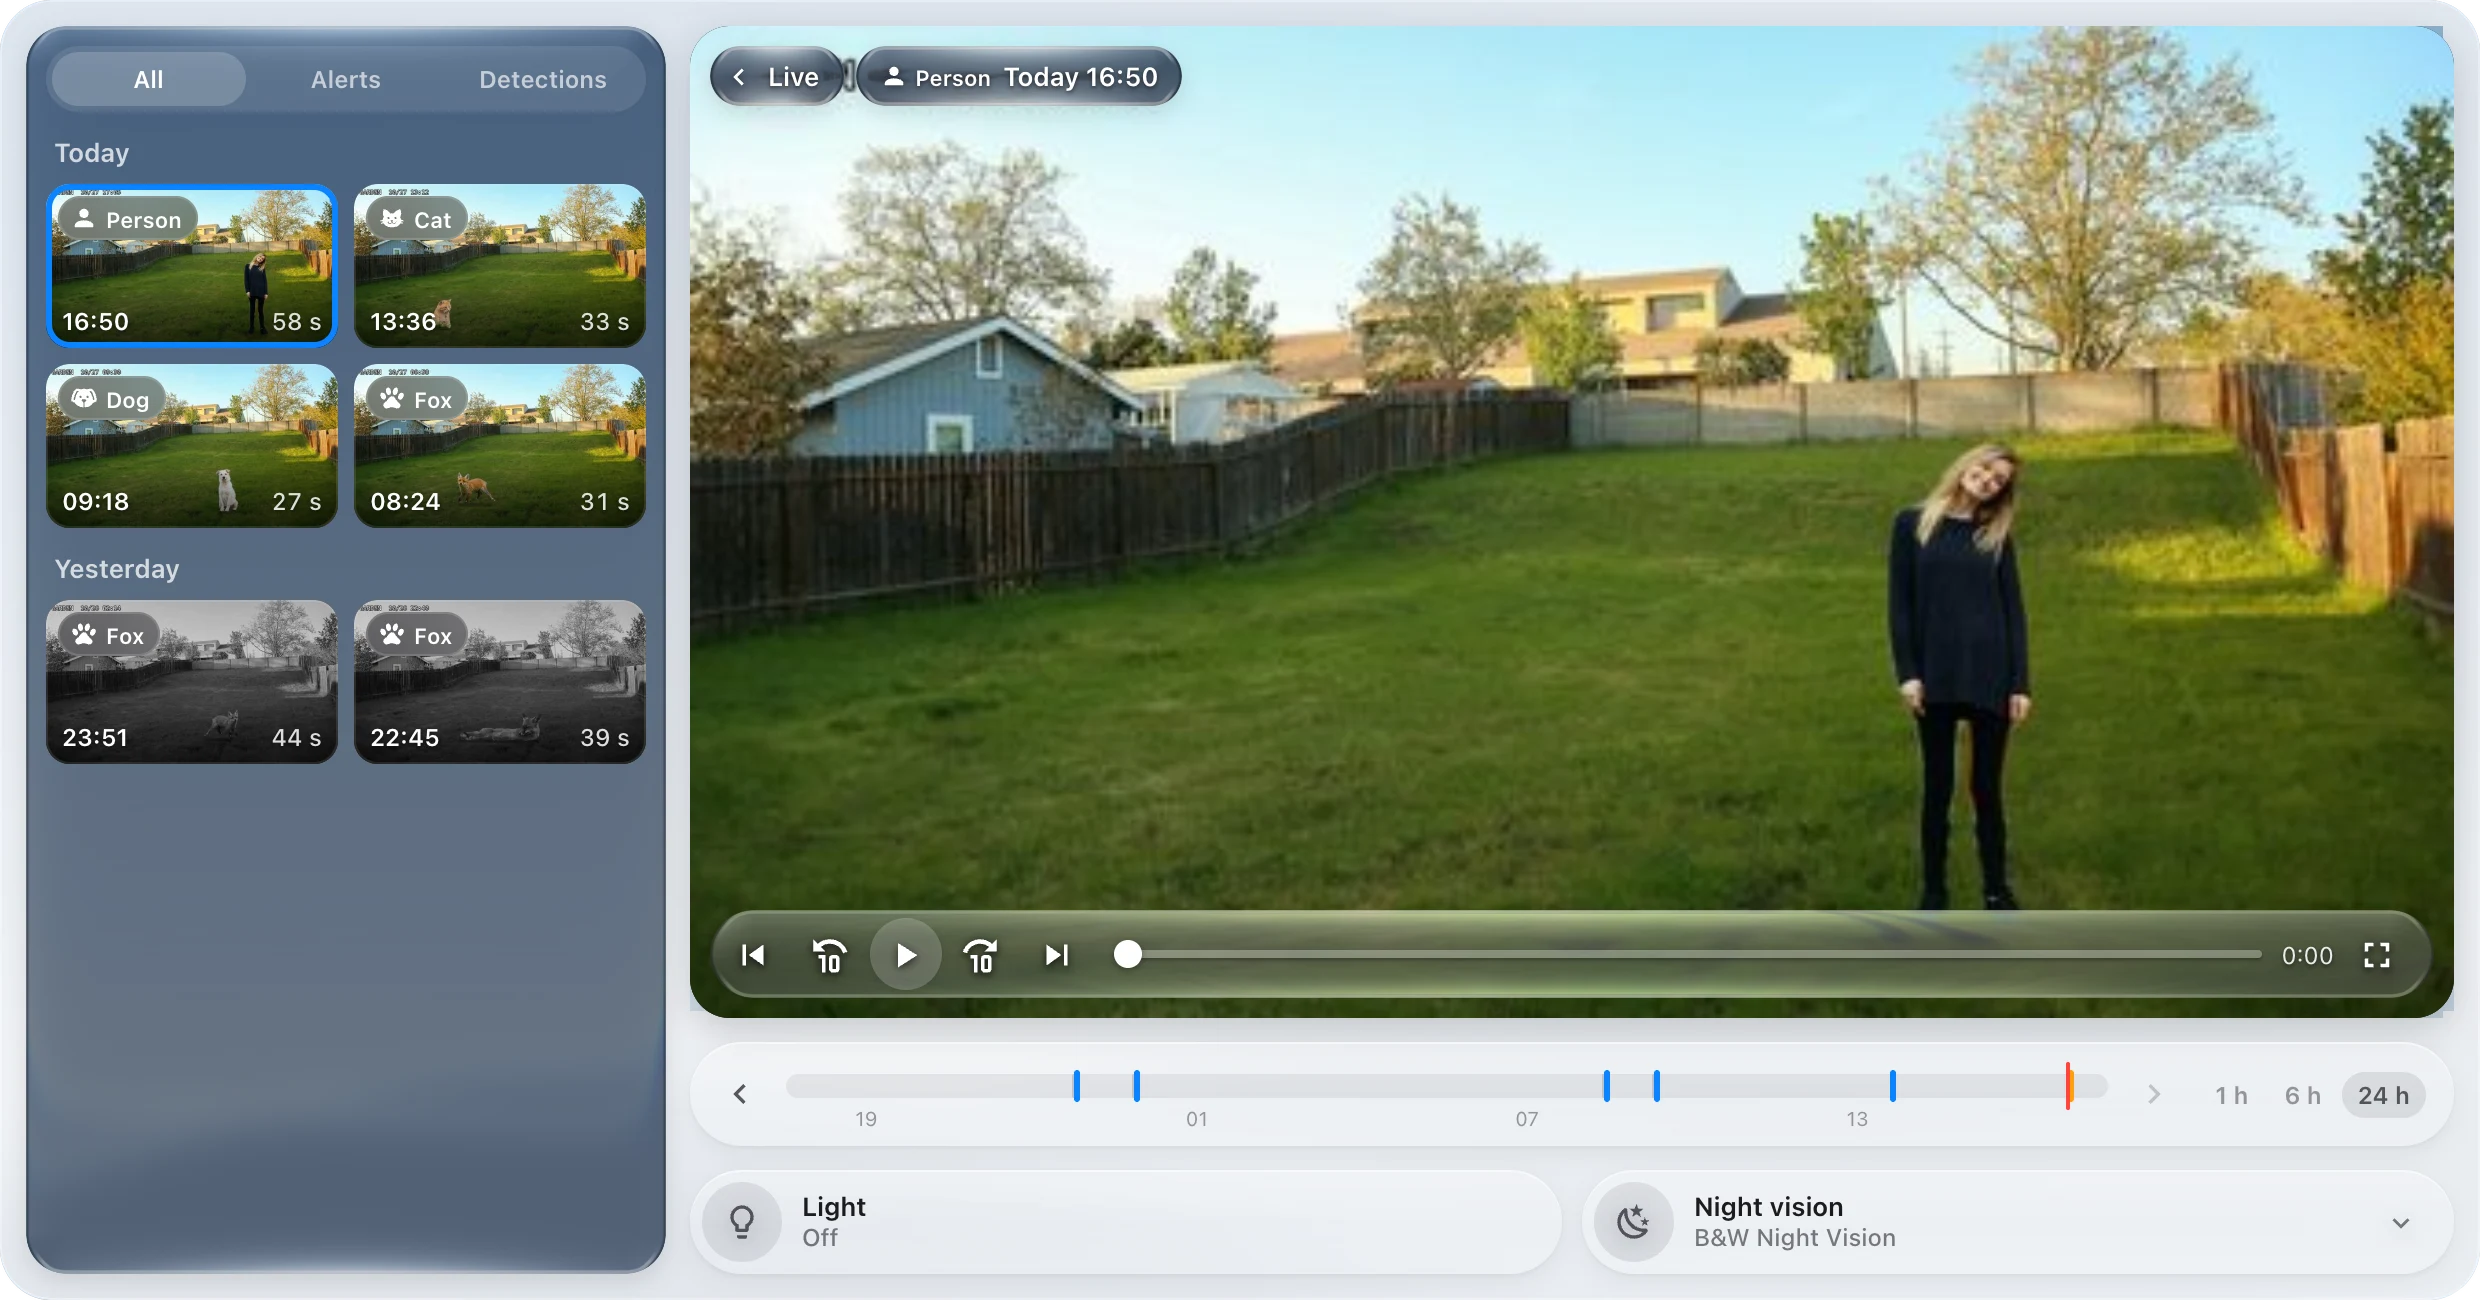 All Alerts Detections
Today
Person
16:50 58 s
Cat
13:36 33 s
Dog
09:18 27 s
Fox
08:24 31 s
Yesterday
Fox
23:51 44 s
Fox
22:45 39 s
Live
Person Today 16:50
10 10 0:00
19 01 07 13
1 h 6 h 24 h
Light
Off
Night vision
B&W Night Vision